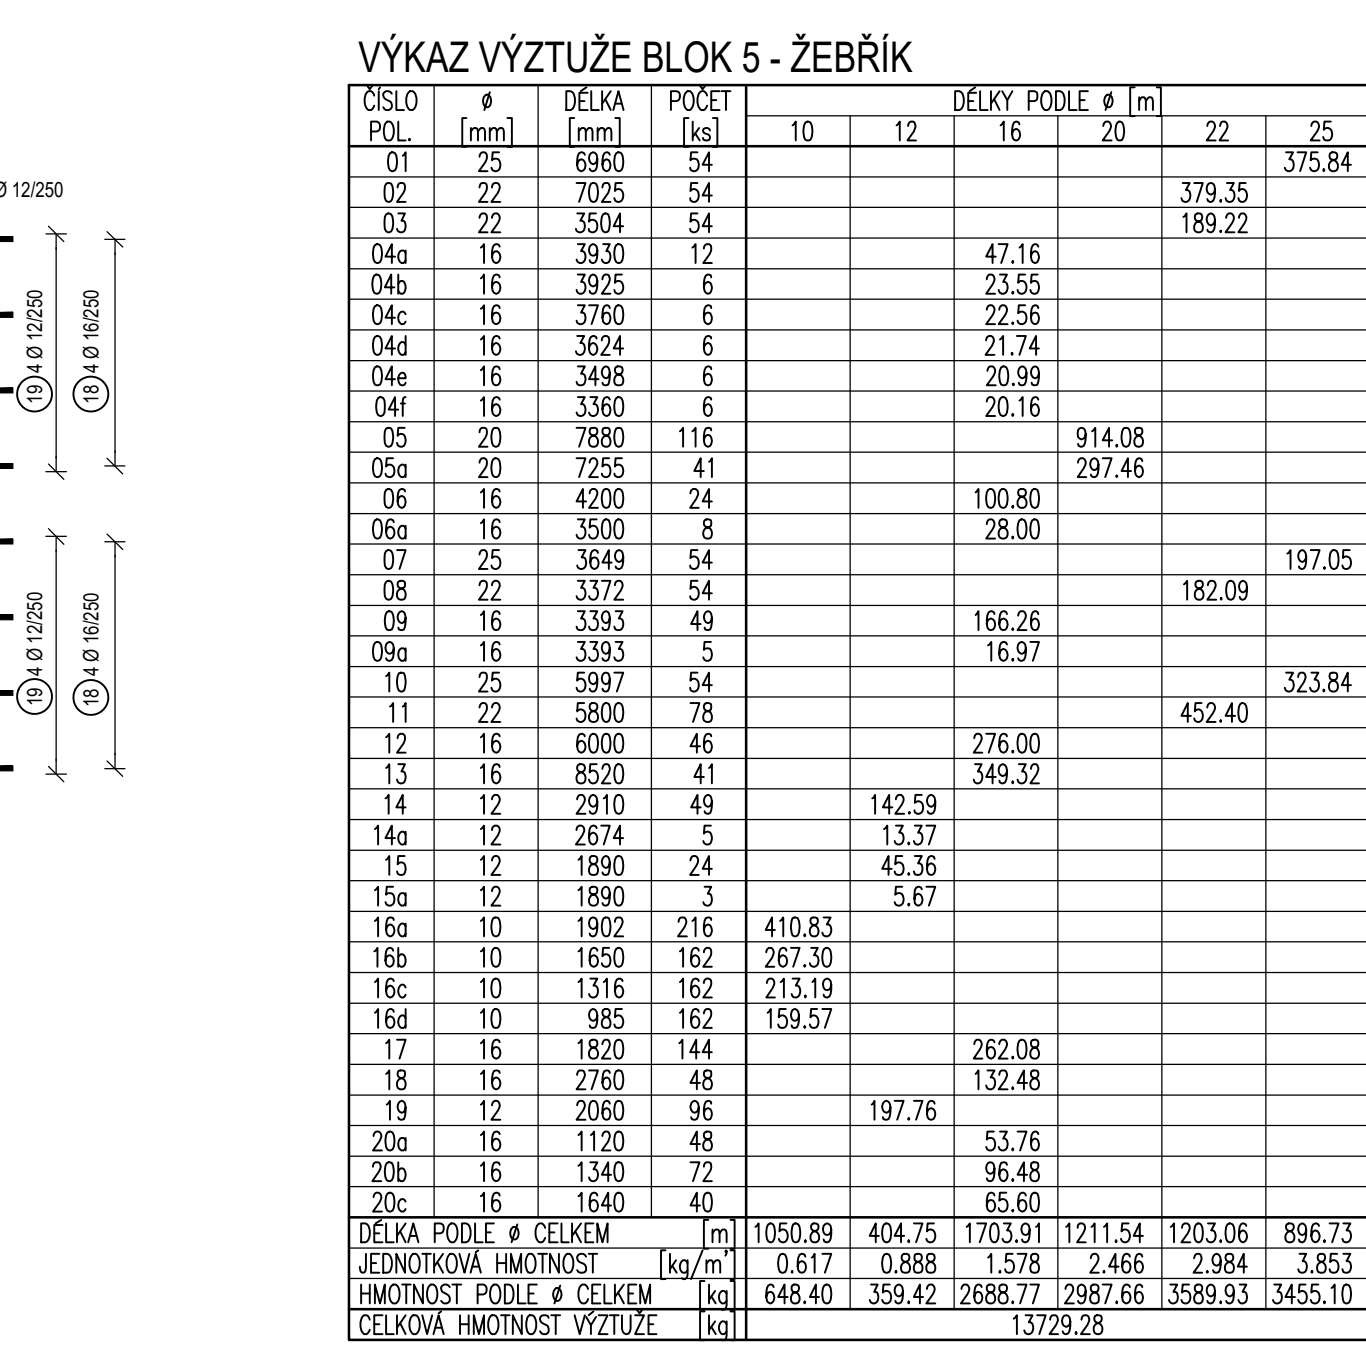 VÝKAZ VÝZTUŽE BLOK 5 - ŽEBŘÍK
ČÍSLO Ø DÉLKA POČET DÉLKY PODLE Ø [m]
POL. [mm] [mm] [ks] 10 12 16 20 22 25
01 25 6960 54 375.84
02 22 7025 54 379.35
03 22 3504 54 189.22
04a 16 3930 12 47.16
04b 16 3925 6 23.55
04c 16 3760 6 22.56
04d 16 3624 6 21.74
04e 16 3498 6 20.99
04f 16 3360 6 20.16
05 20 7880 116 914.08
05a 20 7255 41 297.46
06 16 4200 24 100.80
06a 16 3500 8 28.00
07 25 3649 54 197.05
08 22 3372 54 182.09
09 16 3393 49 166.26
09a 16 3393 5 16.97
10 25 5997 54 323.84
11 22 5800 78 452.40
12 16 6000 46 276.00
13 16 8520 41 349.32
14 12 2910 49 142.59
14a 12 2674 5 13.37
15 12 1890 24 45.36
15a 12 1890 3 5.67
16a 10 1902 216 410.83
16b 10 1650 162 267.30
16c 10 1316 162 213.19
16d 10 985 162 159.57
17 16 1820 144 262.08
18 16 2760 48 132.48
19 12 2060 96 197.76
20a 16 1120 48 53.76
20b 16 1340 72 96.48
20c 16 1640 40 65.60
DÉLKA PODLE Ø CELKEM [m] 1050.89 404.75 1703.91 1211.54 1203.06 896.73
JEDNOTKOVÁ HMOTNOST [kg/m'] 0.617 0.888 1.578 2.466 2.984 3.853
HMOTNOST PODLE Ø CELKEM [kg] 648.40 359.42 2688.77 2987.66 3589.93 3455.10
CELKOVÁ HMOTNOST VÝZTUŽE [kg] 13729.28
Ø 12/250
19 4 Ø 12/250
18 4 Ø 16/250
19 4 Ø 12/250
18 4 Ø 16/250